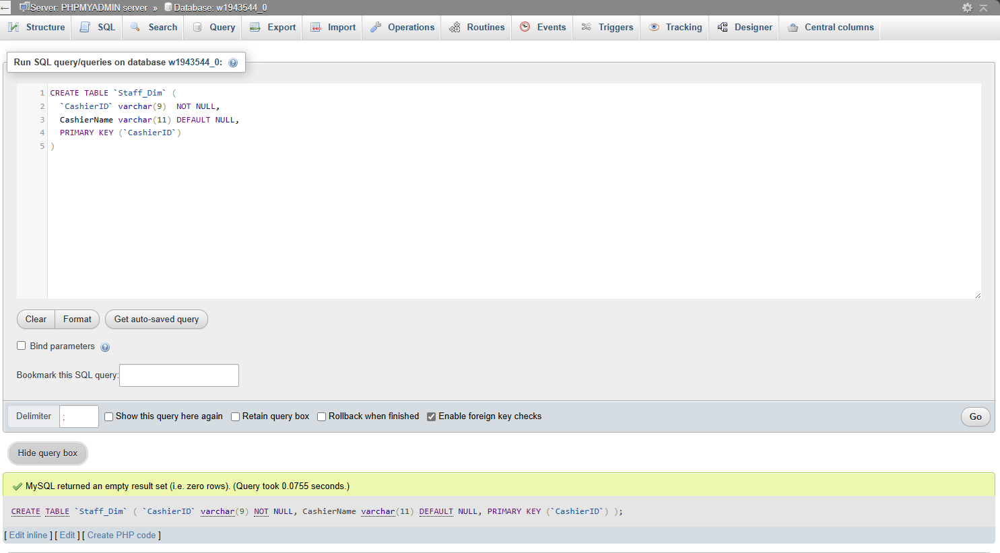 Server: PHPMYADMIN server » Database: w1943544_0
Structure SQL Search Query Export Import Operations Routines Events Triggers Tracking Designer Central columns
Run SQL query/queries on database w1943544_0:
1 CREATE TABLE `Staff_Dim` (
2 `CashierID` varchar(9) NOT NULL,
3 CashierName varchar(11) DEFAULT NULL,
4 PRIMARY KEY (`CashierID`)
5 )
Clear Format Get auto-saved query
Bind parameters
Bookmark this SQL query:
Delimiter ; Show this query here again Retain query box Rollback when finished Enable foreign key checks Go
Hide query box
MySQL returned an empty result set (i.e. zero rows). (Query took 0.0755 seconds.)
CREATE TABLE `Staff_Dim` ( `CashierID` varchar(9) NOT NULL, CashierName varchar(11) DEFAULT NULL, PRIMARY KEY (`CashierID`) );
[ Edit inline ] [ Edit ] [ Create PHP code ]